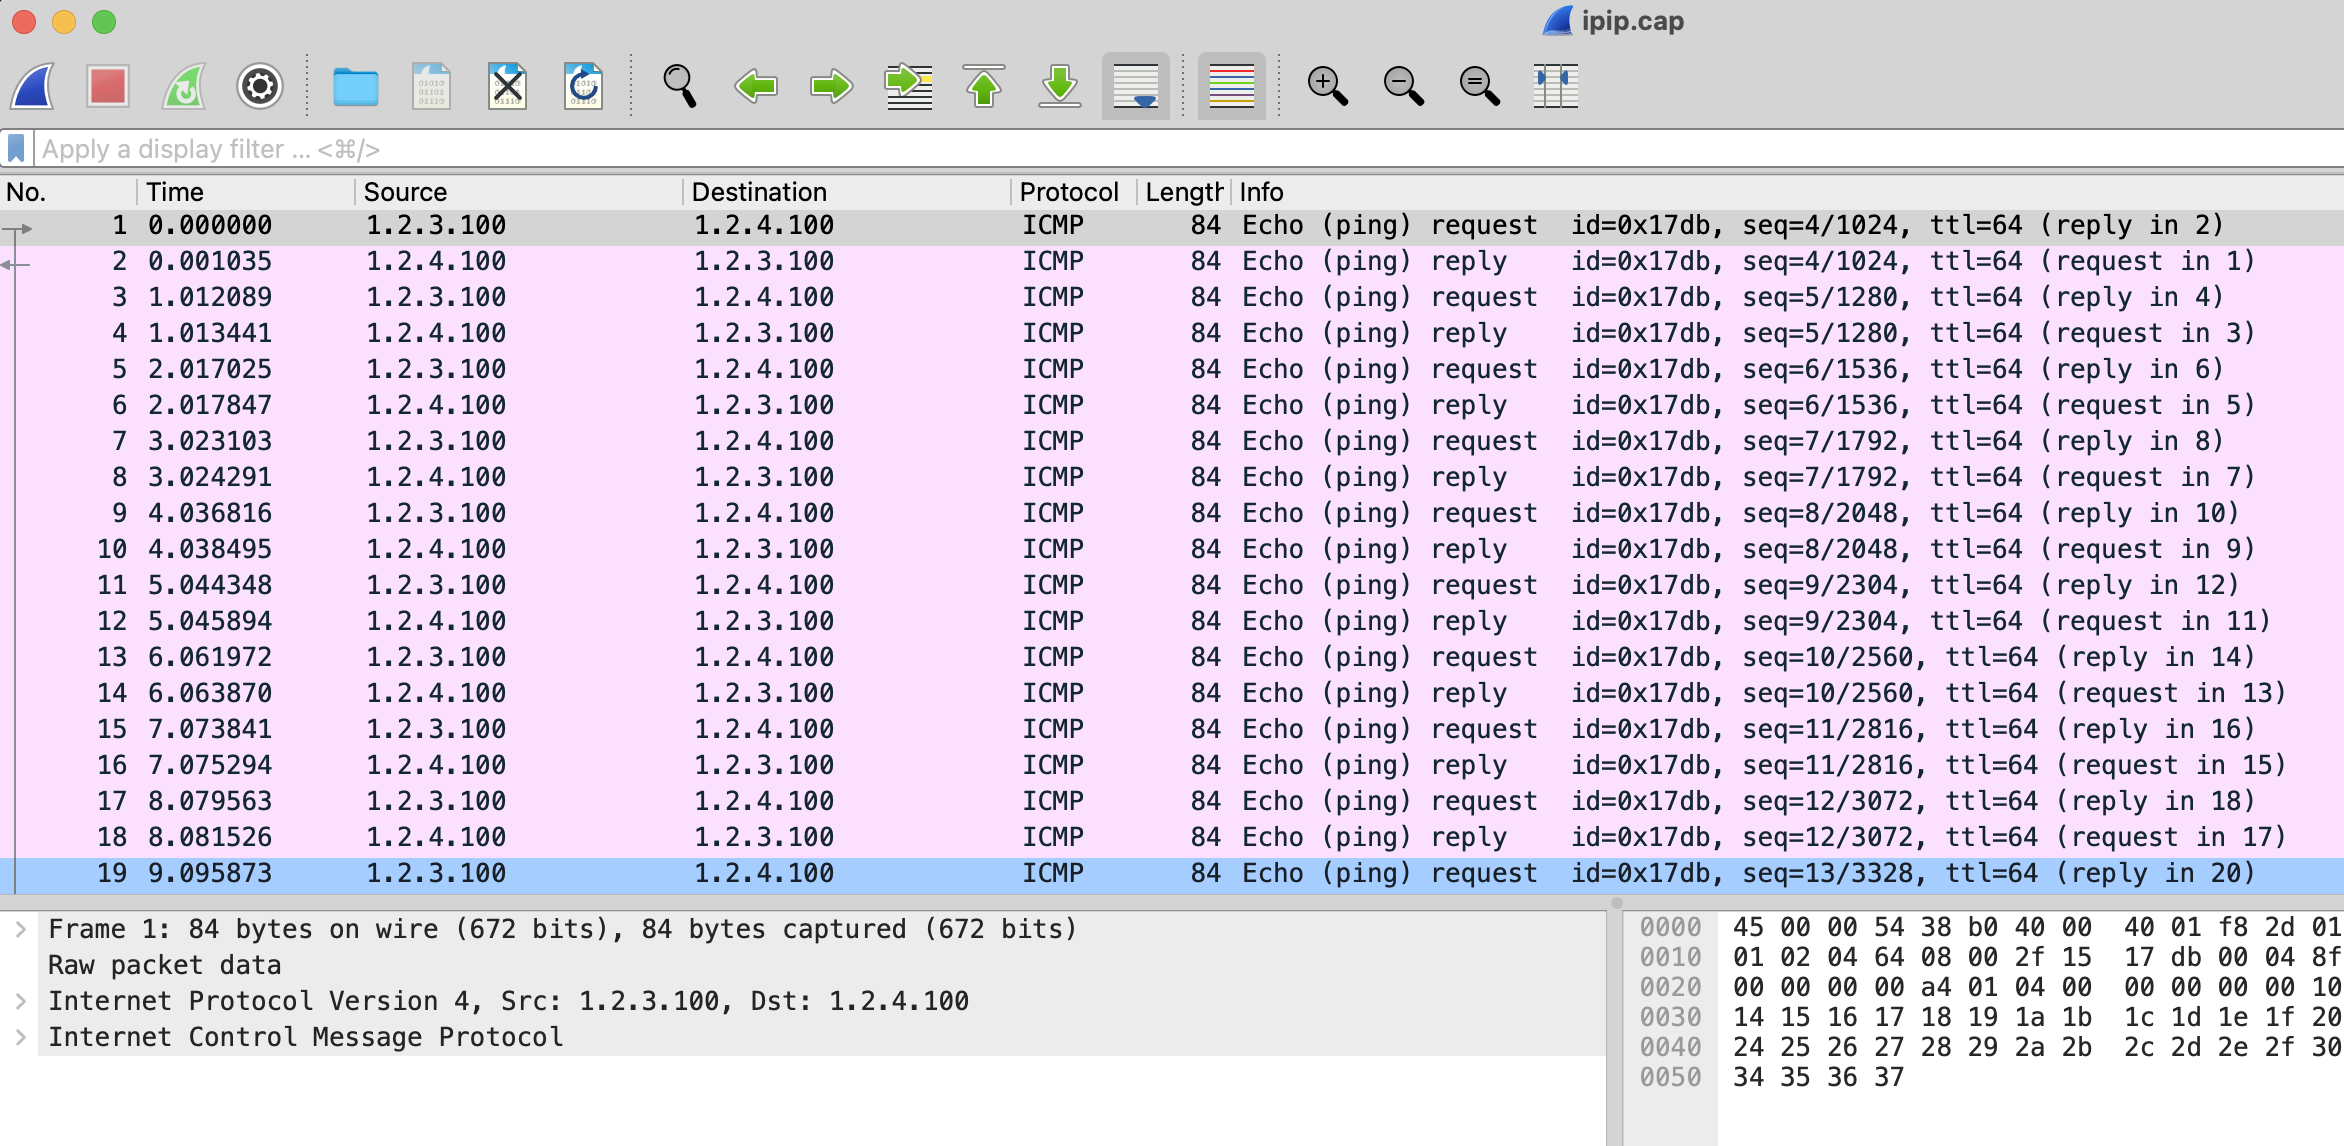 ipip.cap
Apply a display filter ... <⌘/>
No. Time Source Destination Protocol Length Info
1 0.000000 1.2.3.100 1.2.4.100 ICMP 84 Echo (ping) request id=0x17db, seq=4/1024, ttl=64 (reply in 2)
2 0.001035 1.2.4.100 1.2.3.100 ICMP 84 Echo (ping) reply id=0x17db, seq=4/1024, ttl=64 (request in 1)
3 1.012089 1.2.3.100 1.2.4.100 ICMP 84 Echo (ping) request id=0x17db, seq=5/1280, ttl=64 (reply in 4)
4 1.013441 1.2.4.100 1.2.3.100 ICMP 84 Echo (ping) reply id=0x17db, seq=5/1280, ttl=64 (request in 3)
5 2.017025 1.2.3.100 1.2.4.100 ICMP 84 Echo (ping) request id=0x17db, seq=6/1536, ttl=64 (reply in 6)
6 2.017847 1.2.4.100 1.2.3.100 ICMP 84 Echo (ping) reply id=0x17db, seq=6/1536, ttl=64 (request in 5)
7 3.023103 1.2.3.100 1.2.4.100 ICMP 84 Echo (ping) request id=0x17db, seq=7/1792, ttl=64 (reply in 8)
8 3.024291 1.2.4.100 1.2.3.100 ICMP 84 Echo (ping) reply id=0x17db, seq=7/1792, ttl=64 (request in 7)
9 4.036816 1.2.3.100 1.2.4.100 ICMP 84 Echo (ping) request id=0x17db, seq=8/2048, ttl=64 (reply in 10)
10 4.038495 1.2.4.100 1.2.3.100 ICMP 84 Echo (ping) reply id=0x17db, seq=8/2048, ttl=64 (request in 9)
11 5.044348 1.2.3.100 1.2.4.100 ICMP 84 Echo (ping) request id=0x17db, seq=9/2304, ttl=64 (reply in 12)
12 5.045894 1.2.4.100 1.2.3.100 ICMP 84 Echo (ping) reply id=0x17db, seq=9/2304, ttl=64 (request in 11)
13 6.061972 1.2.3.100 1.2.4.100 ICMP 84 Echo (ping) request id=0x17db, seq=10/2560, ttl=64 (reply in 14)
14 6.063870 1.2.4.100 1.2.3.100 ICMP 84 Echo (ping) reply id=0x17db, seq=10/2560, ttl=64 (request in 13)
15 7.073841 1.2.3.100 1.2.4.100 ICMP 84 Echo (ping) request id=0x17db, seq=11/2816, ttl=64 (reply in 16)
16 7.075294 1.2.4.100 1.2.3.100 ICMP 84 Echo (ping) reply id=0x17db, seq=11/2816, ttl=64 (request in 15)
17 8.079563 1.2.3.100 1.2.4.100 ICMP 84 Echo (ping) request id=0x17db, seq=12/3072, ttl=64 (reply in 18)
18 8.081526 1.2.4.100 1.2.3.100 ICMP 84 Echo (ping) reply id=0x17db, seq=12/3072, ttl=64 (request in 17)
19 9.095873 1.2.3.100 1.2.4.100 ICMP 84 Echo (ping) request id=0x17db, seq=13/3328, ttl=64 (reply in 20)
Frame 1: 84 bytes on wire (672 bits), 84 bytes captured (672 bits)
Raw packet data
Internet Protocol Version 4, Src: 1.2.3.100, Dst: 1.2.4.100
Internet Control Message Protocol
0000 45 00 00 54 38 b0 40 00 40 01 f8 2d 01
0010 01 02 04 64 08 00 2f 15 17 db 00 04 8f
0020 00 00 00 00 a4 01 04 00 00 00 00 00 10
0030 14 15 16 17 18 19 1a 1b 1c 1d 1e 1f 20
0040 24 25 26 27 28 29 2a 2b 2c 2d 2e 2f 30
0050 34 35 36 37